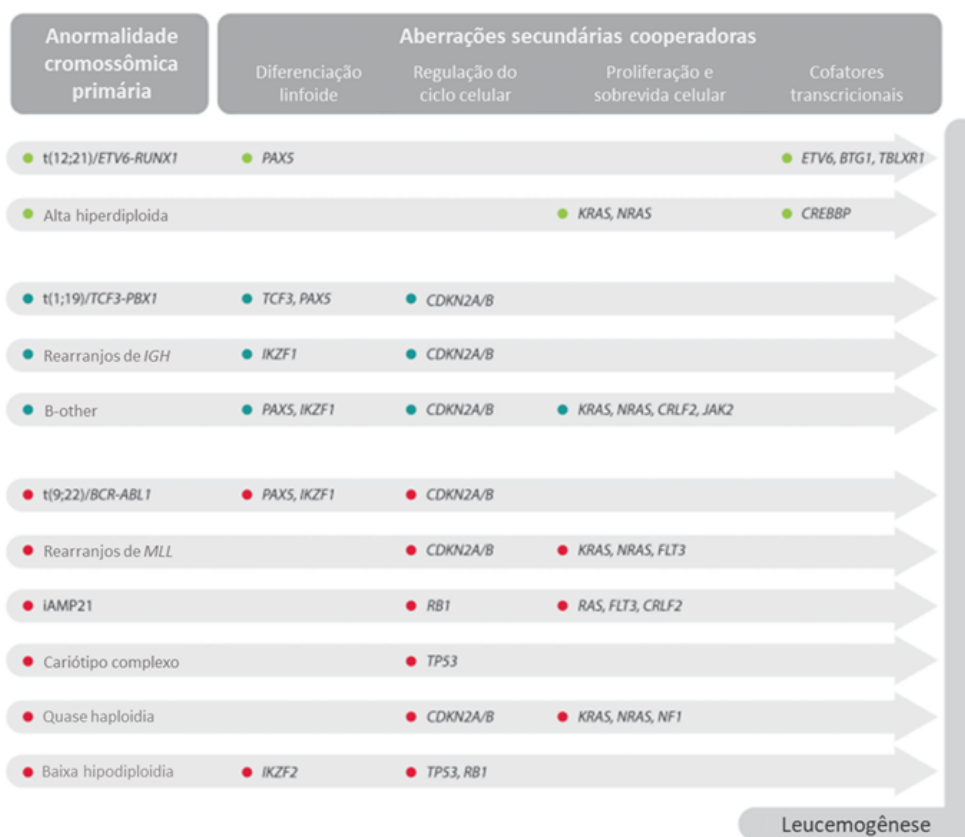 Anormalidade
cromossômica
primária
Aberrações secundárias cooperadoras
Diferenciação
linfoide
Regulação do
ciclo celular
Proliferação e
sobrevida celular
Cofatores
transcricionais
t(12;21)/ETV6-RUNX1 PAX5 ETV6, BTG1, TBLXR1
Alta hiperdiploida KRAS, NRAS CREBBP
t(1;19)/TCF3-PBX1 TCF3, PAX5 CDKN2A/B
Rearranjos de IGH IKZF1 CDKN2A/B
B-other PAX5, IKZF1 CDKN2A/B KRAS, NRAS, CRLF2, JAK2
t(9;22)/BCR-ABL1 PAX5, IKZF1 CDKN2A/B
Rearranjos de MLL CDKN2A/B KRAS, NRAS, FLT3
iAMP21 RB1 RAS, FLT3, CRLF2
Cariótipo complexo TP53
Quase haploidia CDKN2A/B KRAS, NRAS, NF1
Baixa hipodiploidia IKZF2 TP53, RB1
Leucemogênese